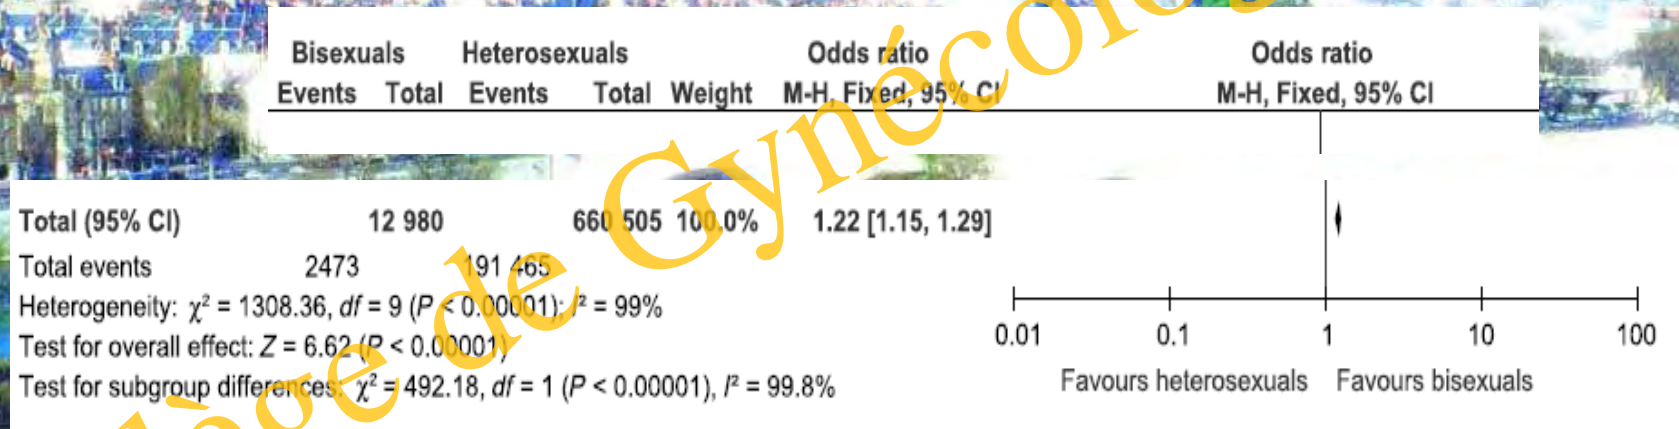 Bisexuals Heterosexuals Odds ratio Odds ratio
Events Total Events Total Weight M-H, Fixed, 95% CI M-H, Fixed, 95% CI
Total (95% CI) 12 980 660 505 100.0% 1.22 [1.15, 1.29]
Total events 2473 191 465
Heterogeneity: χ² = 1308.36, df = 9 (P < 0.00001); I² = 99%
Test for overall effect: Z = 6.62 (P < 0.00001)
Test for subgroup differences: χ² = 492.18, df = 1 (P < 0.00001), I² = 99.8%
0.01 0.1 1 10 100
Favours heterosexuals Favours bisexuals
de Gynécolo